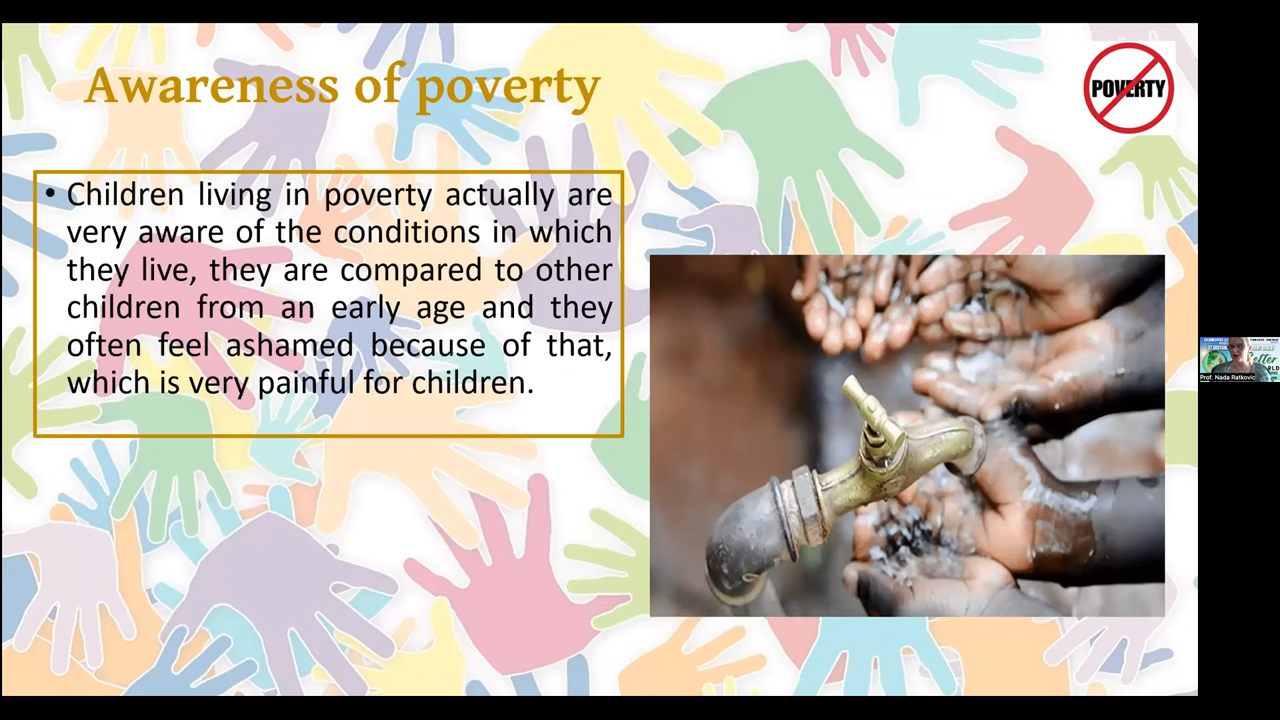 Awareness of poverty
POVERTY
• Children living in poverty actually are
very aware of the conditions in which
they live, they are compared to other
children from an early age and they
often feel ashamed because of that,
which is very painful for children.
Prof. Nada Ratkovic